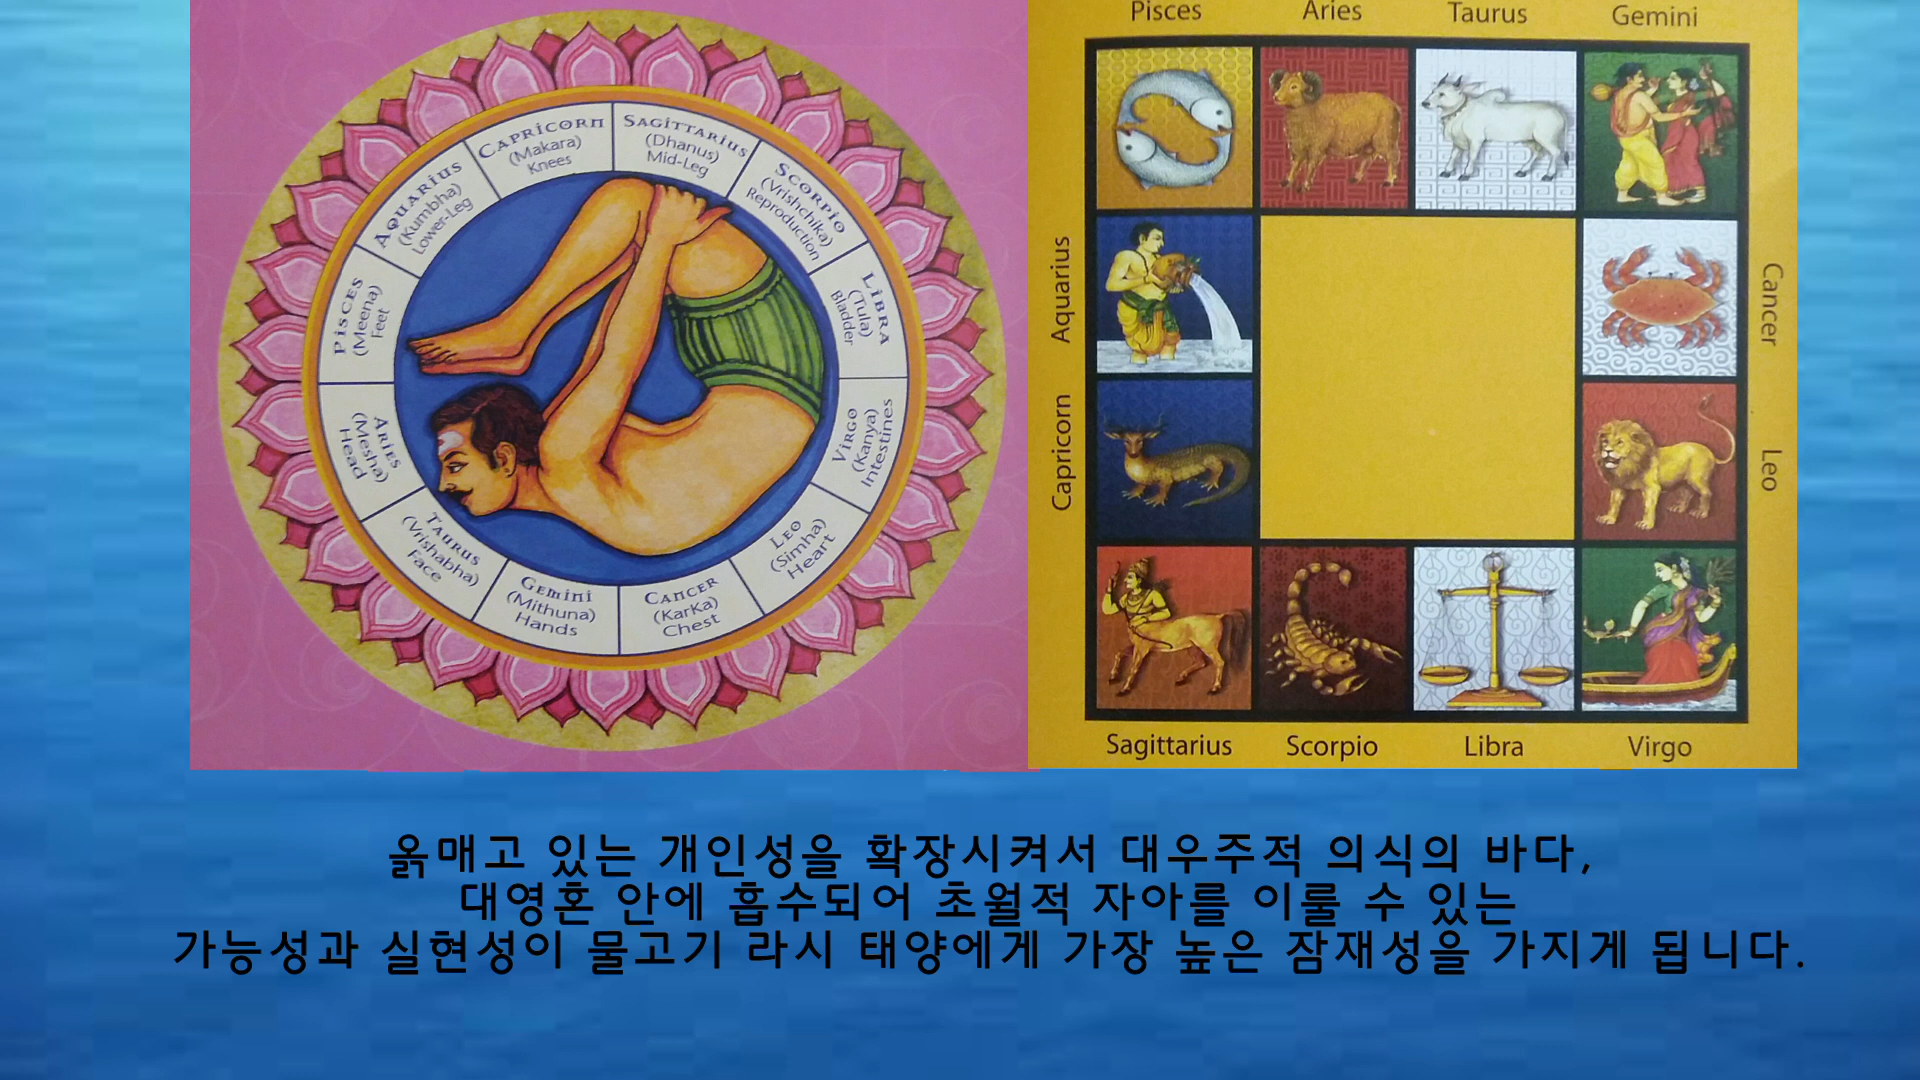 CAPRICORN
(Makara)
Knees
SAGITTARIUS
(Dhanus)
Mid-Leg
SCORPIO
(Vrishchika)
Reproduction
LIBRA
(Tula)
Bladder
VIRGO
(Kanya)
Intestines
LEO
(Simha)
Heart
CANCER
(KarKa)
Chest
GEMINI
(Mithuna)
Hands
TAURUS
(Vrishabha)
Face
ARIES
(Mesha)
Head
PISCES
(Meena)
Feet
AQUARIUS
(Kumbha)
Lower-Leg
Pisces Aries Taurus Gemini
Aquarius
Capricorn
Cancer
Leo
Sagittarius Scorpio Libra Virgo
옭매고 있는 개인성을 확장시켜서 대우주적 의식의 바다,
대영혼 안에 흡수되어 초월적 자아를 이룰 수 있는
가능성과 실현성이 물고기 라시 태양에게 가장 높은 잠재성을 가지게 됩니다.